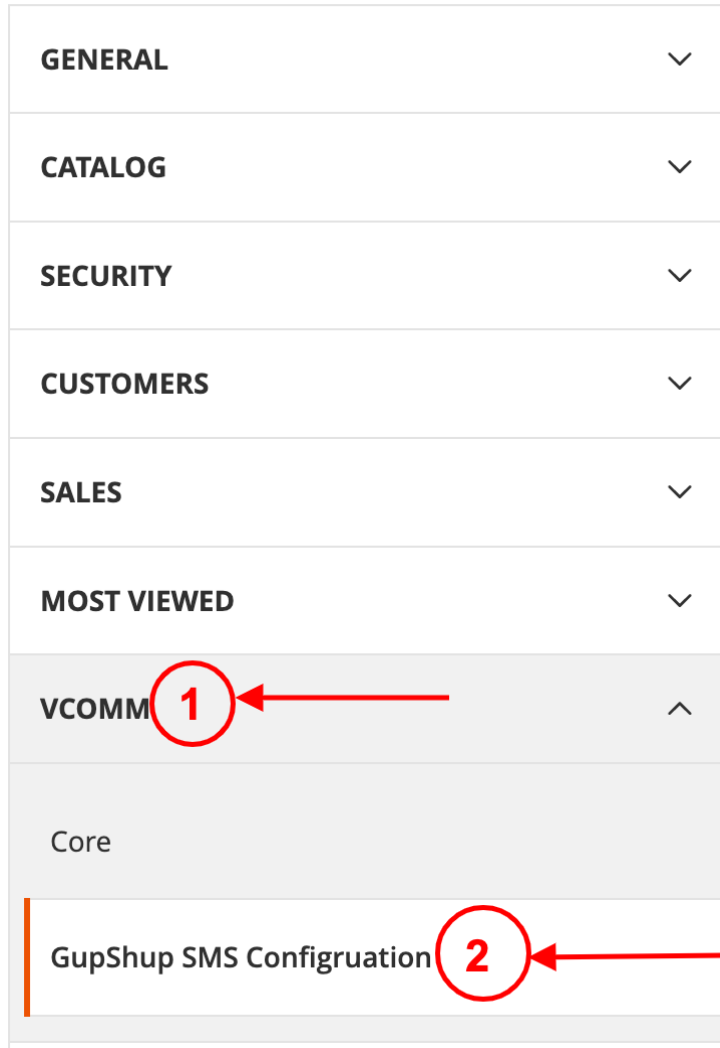 GENERAL
CATALOG
SECURITY
CUSTOMERS
SALES
MOST VIEWED
VCOMM 1
Core
GupShup SMS Configruation 2